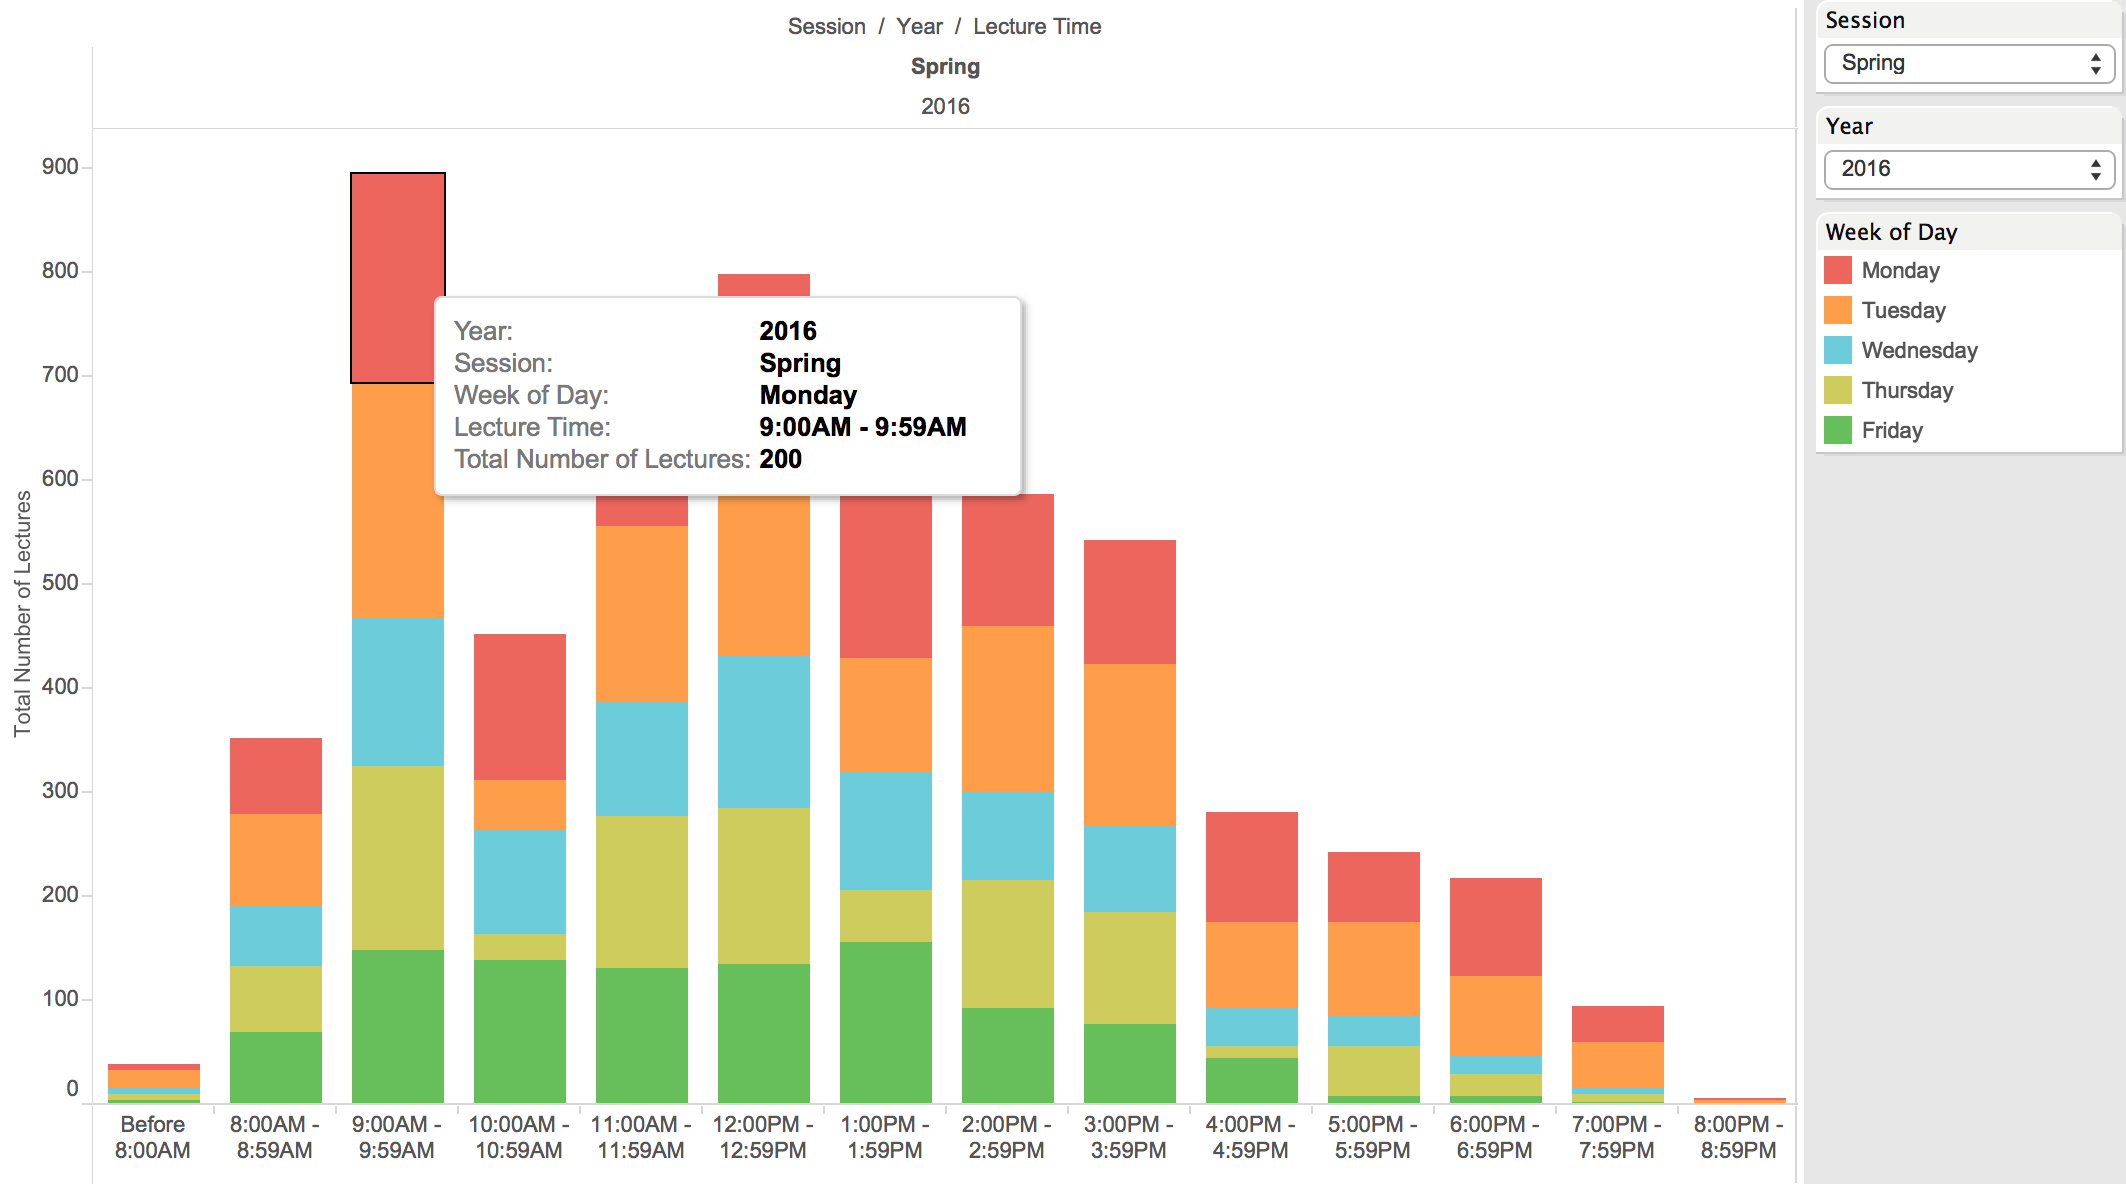 Session / Year / Lecture Time
Spring
2016
900
800
700
600
500
400
300
200
100
0
Total Number of Lectures
Year: 2016
Session: Spring
Week of Day: Monday
Lecture Time: 9:00AM - 9:59AM
Total Number of Lectures: 200
Before
8:00AM
8:00AM -
8:59AM
9:00AM -
9:59AM
10:00AM -
10:59AM
11:00AM -
11:59AM
12:00PM -
12:59PM
1:00PM -
1:59PM
2:00PM -
2:59PM
3:00PM -
3:59PM
4:00PM -
4:59PM
5:00PM -
5:59PM
6:00PM -
6:59PM
7:00PM -
7:59PM
8:00PM -
8:59PM
Session
Spring
Year
2016
Week of Day
Monday
Tuesday
Wednesday
Thursday
Friday